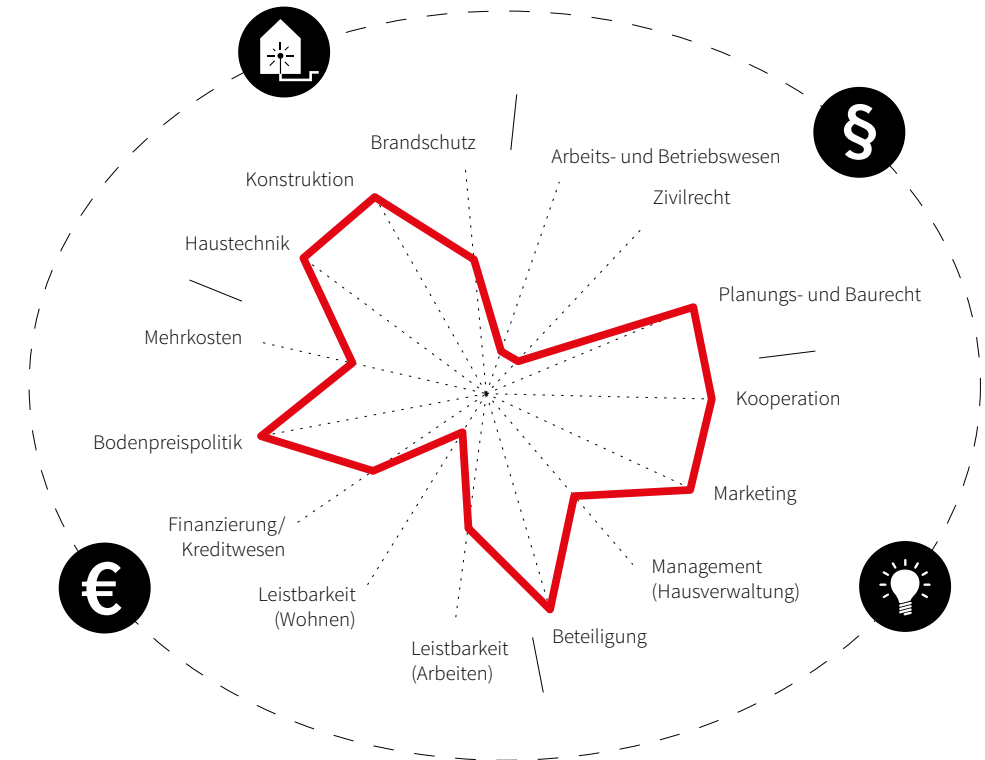 §
Brandschutz
Arbeits- und Betriebswesen
Konstruktion
Zivilrecht
Haustechnik
Planungs- und Baurecht
Mehrkosten
Kooperation
Bodenpreispolitik
Marketing
Finanzierung/
Kreditwesen
Management
(Hausverwaltung)
€
Leistbarkeit
(Wohnen)
Beteiligung
Leistbarkeit
(Arbeiten)